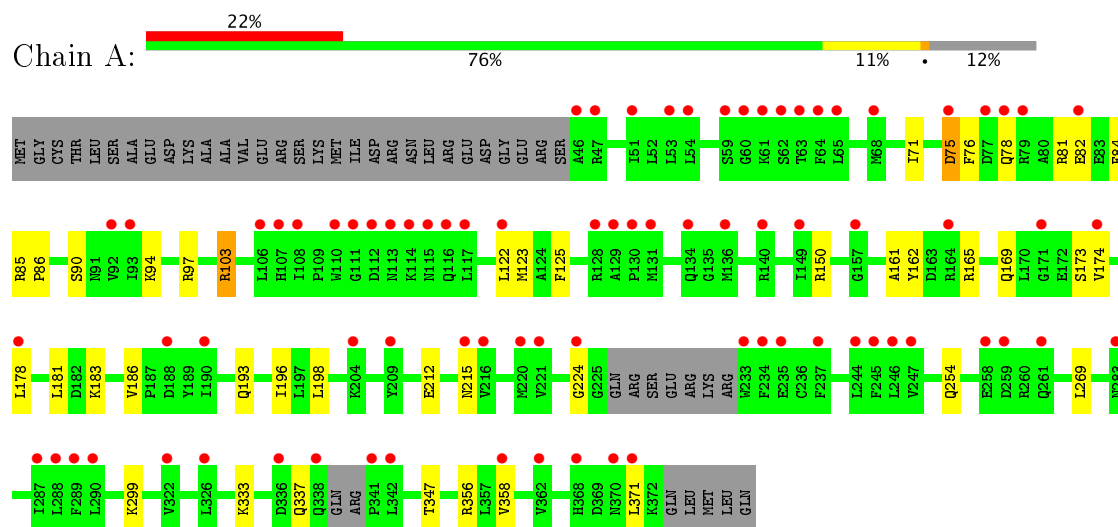 22%
Chain A:
76% 11% • 12%
MET GLY CYS THR LEU SER ALA GLU ASP LYS ALA ALA VAL GLU ARG SER LYS MET ILE ASP ARG ASN LEU ARG GLU ASP GLY GLU ARG SER A46 R47 I51 L52 L53 L54 S59 G60 K61 S62 T63 F64 L65 M68 I71 D75 F76 D77 Q78 R79 A80 R81 E82 E83 F84
R85 P86 S90 N91 V92 I93 K94 R97 R103 L106 H107 I108 P109 W110 G111 D112 N113 K114 N115 Q116 L117 L122 M123 A124 F125 R128 A129 P130 M131 Q134 G135 M136 R140 I149 R150 G157 A161 Y162 D163 R164 R165 Q169 L170 G171 E172 S173 V174
L178 L181 D182 K183 V186 P187 D188 Y189 I190 Q193 I196 L197 L198 K204 Y209 E212 N215 V216 M220 V221 G224 G225 GLN ARG SER GLU ARG LYS ARG W233 F234 E235 C236 F237 L244 F245 L246 V247 Q254 E258 D259 R260 Q261 L269 N283
I287 L288 F289 L290 K299 V322 L326 K333 D336 Q337 Q338 GLN ARG P341 L342 T347 R356 L357 V358 V362 H368 D369 N370 L371 K372 GLN LEU MET LEU GLN